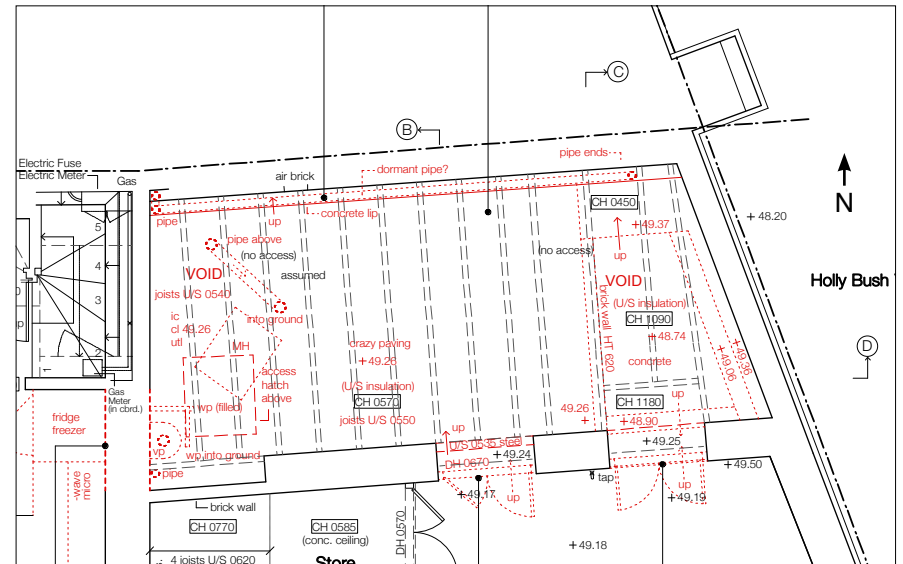 C
B
Electric Fuse
Electric Meter
Gas
air brick
dormant pipe?
pipe ends
N
48.20
Holly Bush
D
5
4
3
2
1
pipe
concrete lip
up
pipe above
(no access)
assumed
VOID
joists U/S 0540
ic
cl 49.26
utl
into ground
MH
crazy paving
49.26
(U/S insulation)
CH 0570
joists U/S 0550
access
hatch
above
wp (filled)
vp
wp into ground
pipe
CH 0450
49.37
(no access)
up
VOID
(U/S insulation)
CH 1090
48.74
concrete
brick wall HT 620
49.36
49.06
CH 1180
49.26
48.90
up
49.25
49.50
up
U/S 0535 step
49.24
DH 0670
49.17
up
tap
up
49.19
49.18
Gas
Meter
(in cbrd.)
fridge
freezer
-wave
micro
brick wall
CH 0770
CH 0585
(conc. ceiling)
DH 0570
4 joists U/S 0620
Store